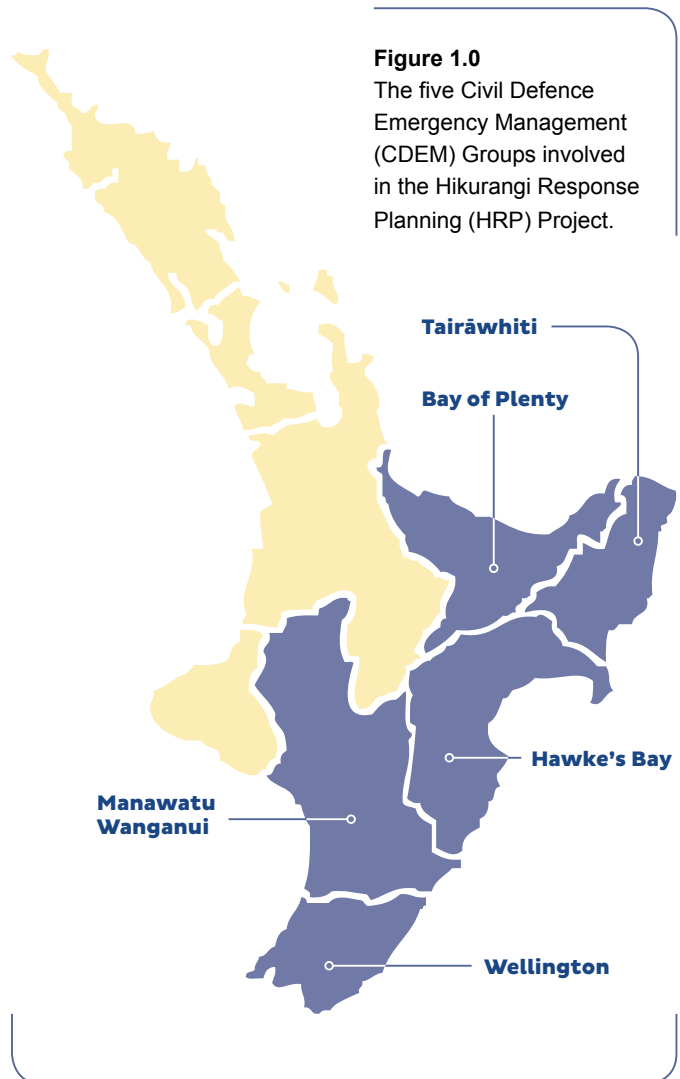 Figure 1.0
The five Civil Defence
Emergency Management
(CDEM) Groups involved
in the Hikurangi Response
Planning (HRP) Project.
Tairāwhiti
Bay of Plenty
Hawke's Bay
Manawatu
Wanganui
Wellington